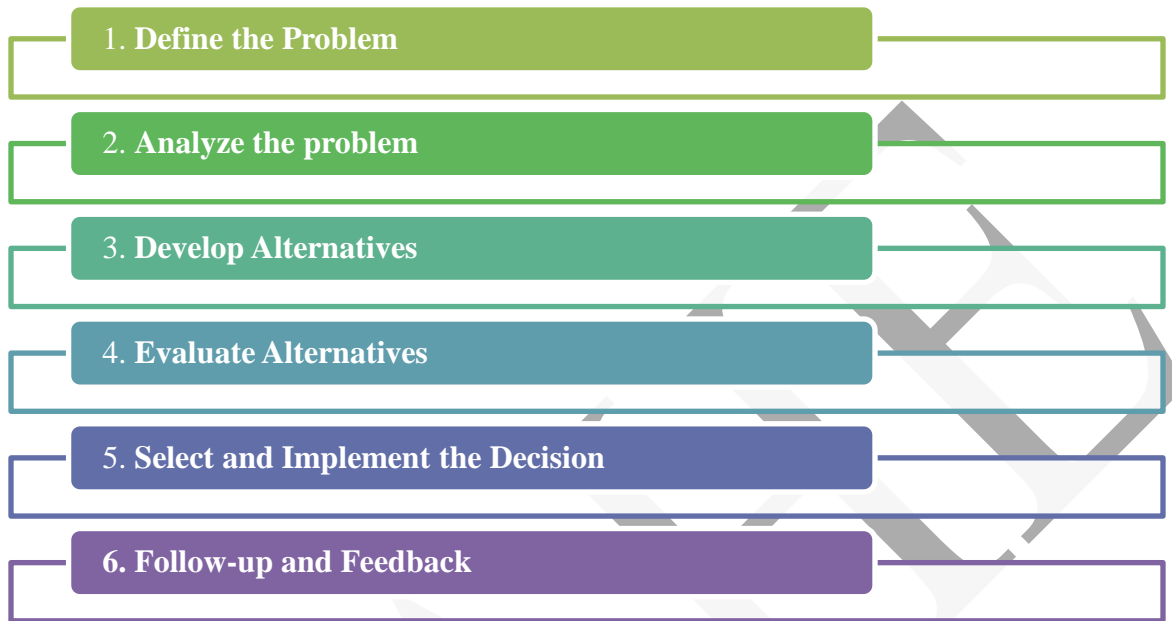 1. Define the Problem
2. Analyze the problem
3. Develop Alternatives
4. Evaluate Alternatives
5. Select and Implement the Decision
6. Follow-up and Feedback